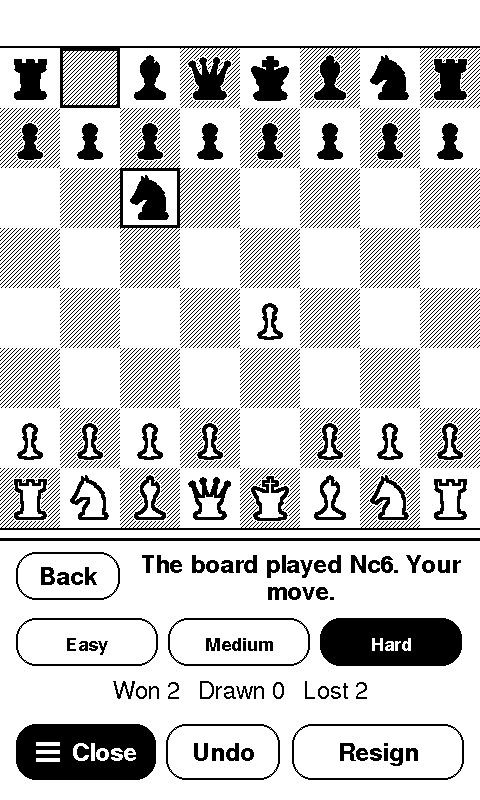 Back
The board played Nc6. Your
move.
Easy Medium Hard
Won 2 Drawn 0 Lost 2
Close Undo Resign